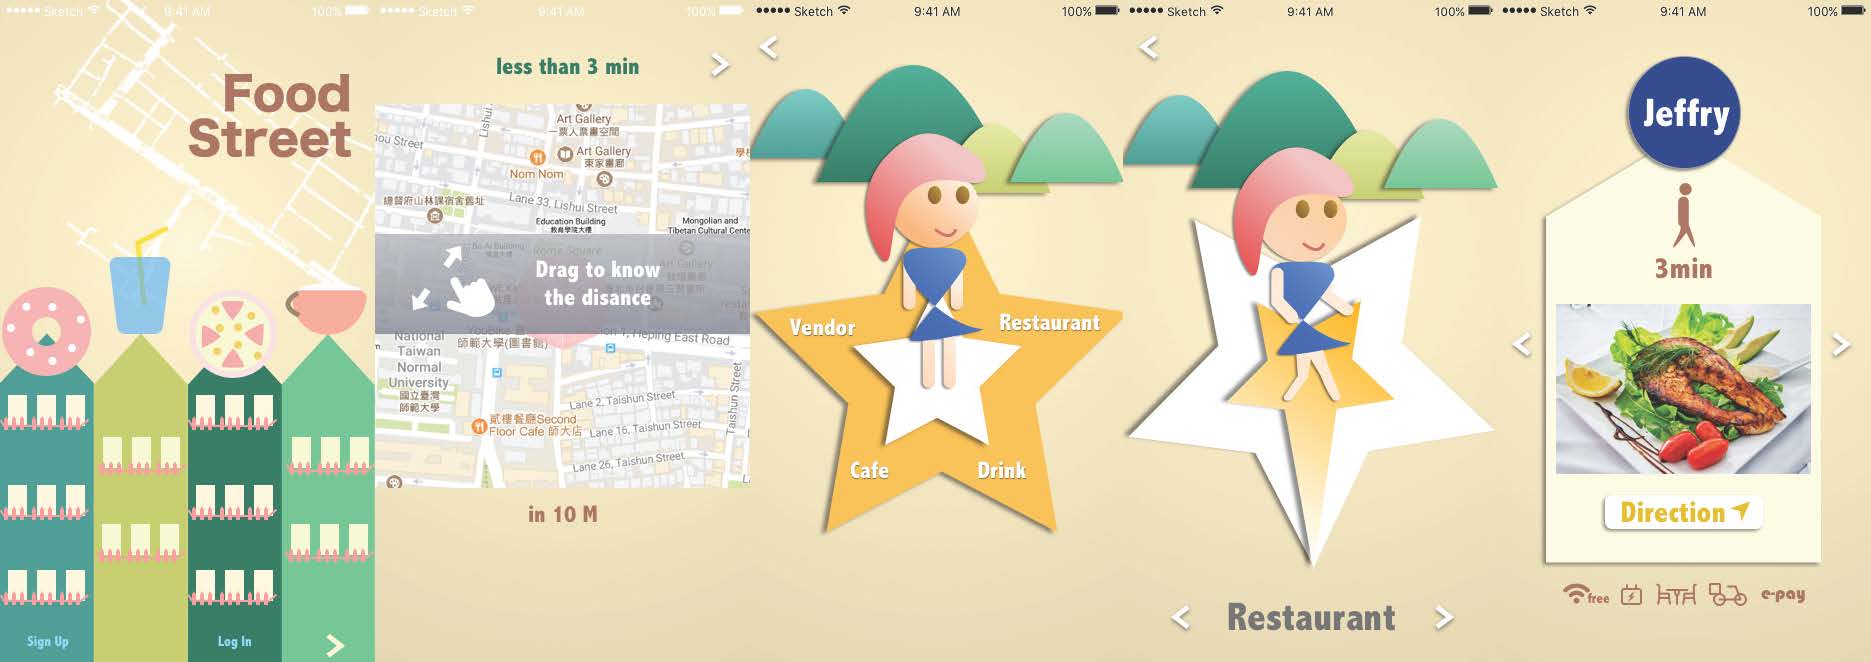 Sketch 9:41 AM 100%
Food
Street
Sign Up
Log In
Sketch 9:41 AM 100%
less than 3 min
Lishui
Art Gallery
一票人票畫空間
hou Street
Art Gallery
東家畫廊
Nom Nom
總督府山林課宿舍舊址
Lane 33, Lishui Street
Education Building
教育學院大樓
Mongolian and
Tibetan Cultural Cente
Rome Square
Art Gallery
Drag to know
the disance
YouBike 臺
師範大學(圖書館)
on 1, Heping East Road
National
Taiwan
Normal
University
國立臺灣
師範大學
Lane 2, Taishun Street
Taishun Street
貳樓餐廳Second
Floor Cafe 師大店
Lane 16, Taishun Street
Lane 26, Taishun Street
in 10 M
Sketch 9:41 AM 100%
Vendor
Restaurant
Cafe
Drink
Sketch 9:41 AM 100%
Restaurant
Sketch 9:41 AM 100%
Jeffry
3min
Direction
free
e-pay